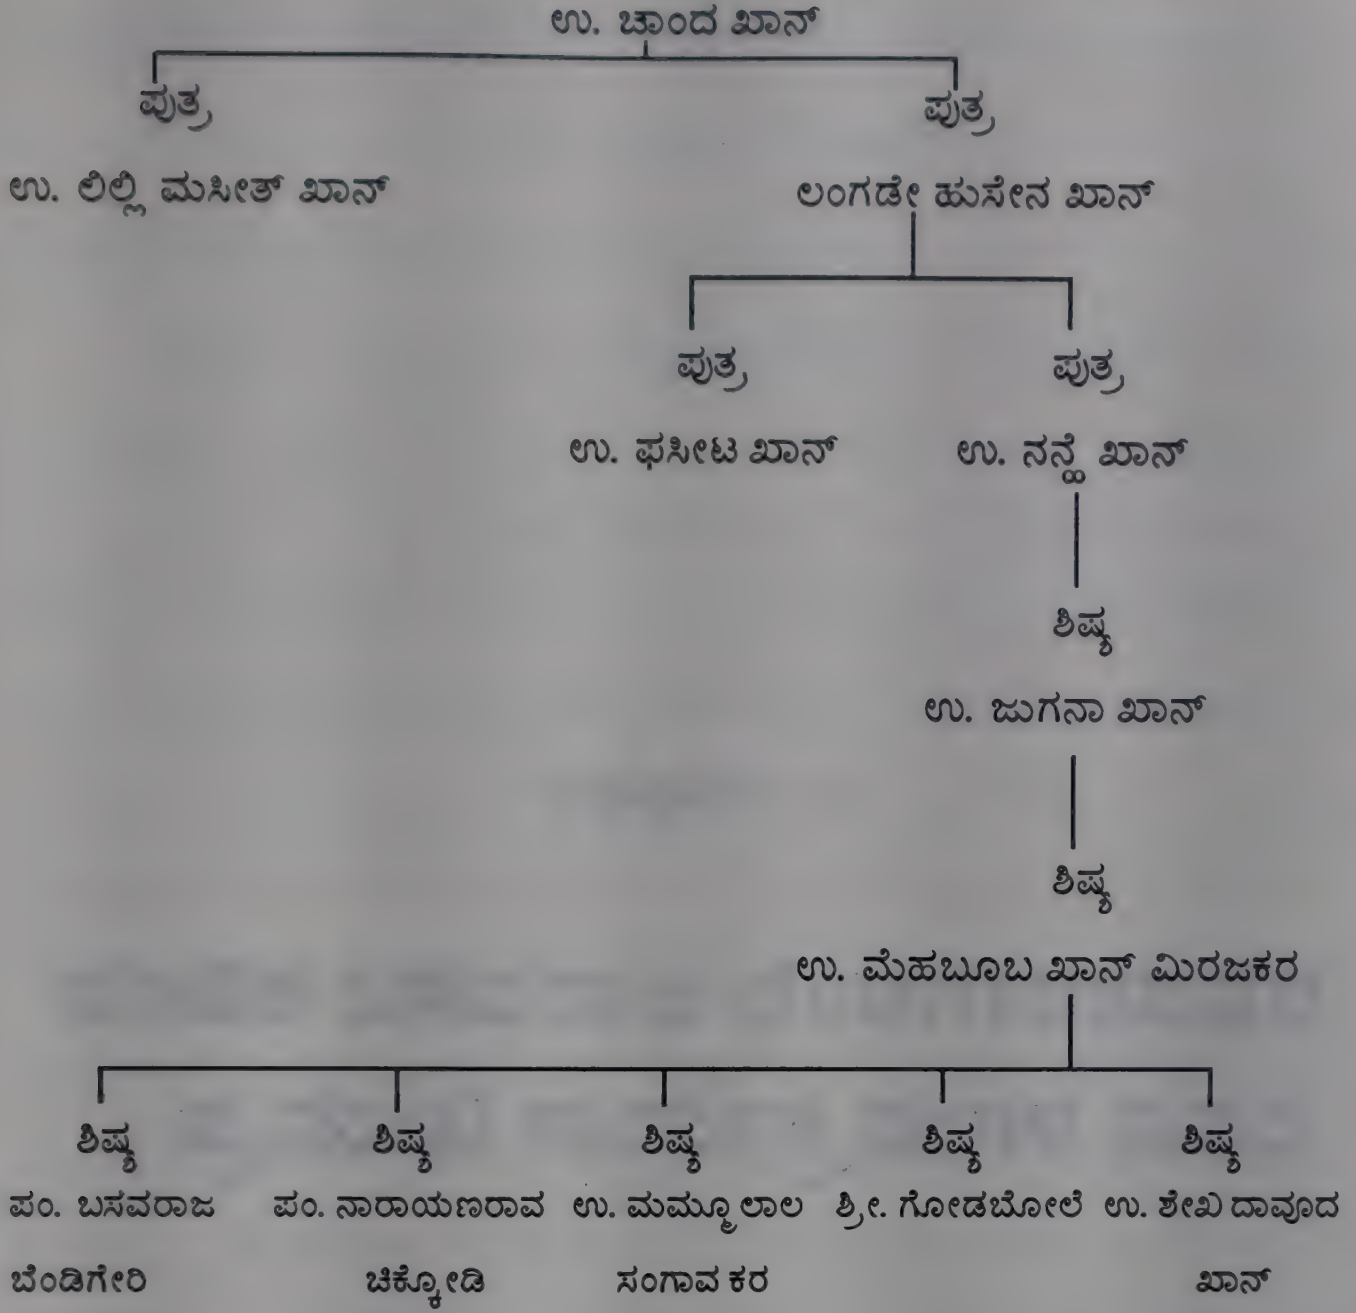 ಉ. ಚಾಂದ ಖಾನ್
ಪುತ್ರ ಪುತ್ರ
ಉ. ಲಿಲ್ಲಿ ಮಸೀತ್ ಖಾನ್ ಲಂಗಡೇ ಹುಸೇನ ಖಾನ್
ಪುತ್ರ ಪುತ್ರ
ಉ. ಘಸೀಟ ಖಾನ್ ಉ. ನನ್ಹೆ ಖಾನ್
ಶಿಷ್ಯ
ಉ. ಜುಗನಾ ಖಾನ್
ಶಿಷ್ಯ
ಉ. ಮೆಹಬೂಬ ಖಾನ್ ಮಿರಜಕರ
ಶಿಷ್ಯ ಶಿಷ್ಯ ಶಿಷ್ಯ ಶಿಷ್ಯ ಶಿಷ್ಯ
ಪಂ. ಬಸವರಾಜ ಪಂ. ನಾರಾಯಣರಾವ ಉ. ಮಮ್ಮೂಲಾಲ ಶ್ರೀ. ಗೋಡಬೋಲೆ ಉ. ಶೇಖ ದಾವೂದ
ಬೆಂಡಿಗೇರಿ ಚಿಕ್ಕೋಡಿ ಸಂಗಾವಕರ ಖಾನ್